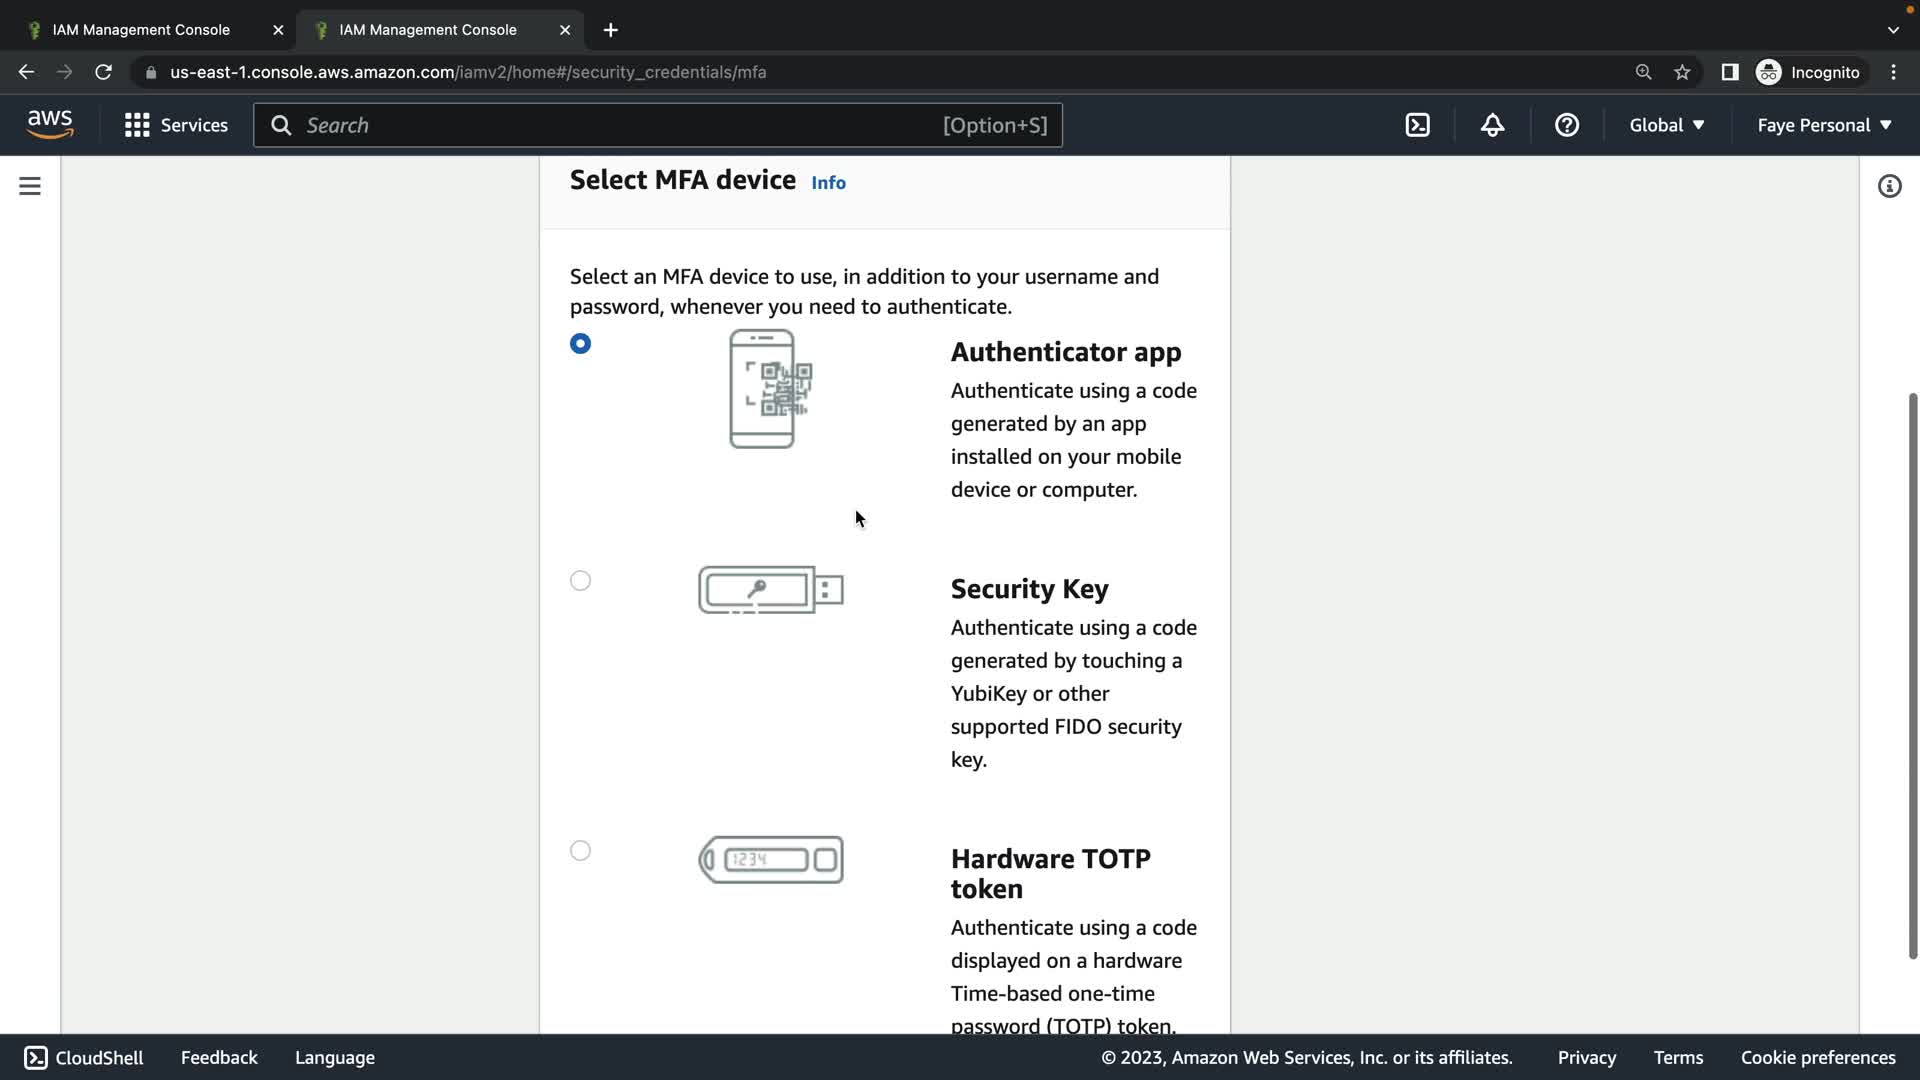 IAM Management Console
IAM Management Console
us-east-1.console.aws.amazon.com/iamv2/home#/security_credentials/mfa
Incognito
aws
Services
Search
[Option+S]
Global
Faye Personal
Select MFA device Info
Select an MFA device to use, in addition to your username and
password, whenever you need to authenticate.
Authenticator app
Authenticate using a code
generated by an app
installed on your mobile
device or computer.
Security Key
Authenticate using a code
generated by touching a
YubiKey or other
supported FIDO security
key.
1234
Hardware TOTP
token
Authenticate using a code
displayed on a hardware
Time-based one-time
password (TOTP) token.
CloudShell
Feedback
Language
© 2023, Amazon Web Services, Inc. or its affiliates.
Privacy
Terms
Cookie preferences